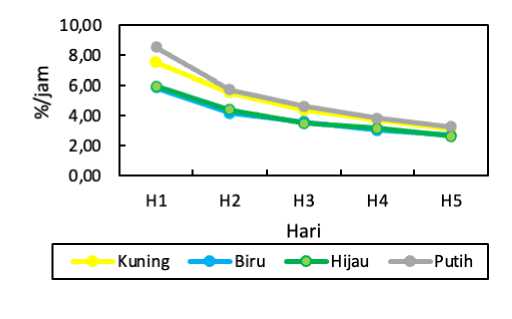 10,00
8,00
6,00
4,00
2,00
0,00
%/jam
H1 H2 H3 H4 H5
Hari
Kuning Biru Hijau Putih